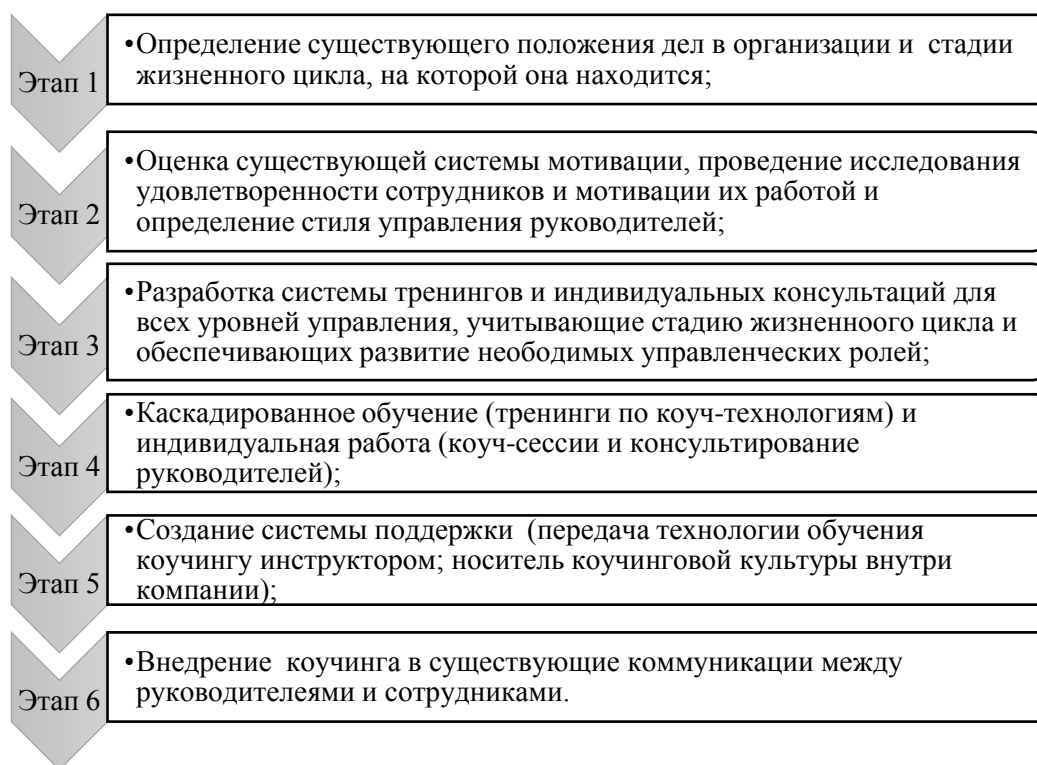 Этап 1
•Определение существующего положения дел в организации и  стадии
жизненного цикла, на которой она находится;
Этап 2
•Оценка существующей системы мотивации, проведение исследования
удовлетворенности сотрудников и мотивации их работой и
определение стиля управления руководителей;
Этап 3
•Разработка системы тренингов и индивидуальных консультаций для
всех уровней управления, учитывающие стадию жизненноого цикла и
обеспечивающих развитие неободимых управленческих ролей;
Этап 4
•Каскадированное обучение (тренинги по коуч-технологиям) и
индивидуальная работа (коуч-сессии и консультирование
руководителей);
Этап 5
•Создание системы поддержки  (передача технологии обучения
коучингу инструктором; носитель коучинговой культуры внутри
компании);
Этап 6
•Внедрение  коучинга в существующие коммуникации между
руководителеями и сотрудниками.